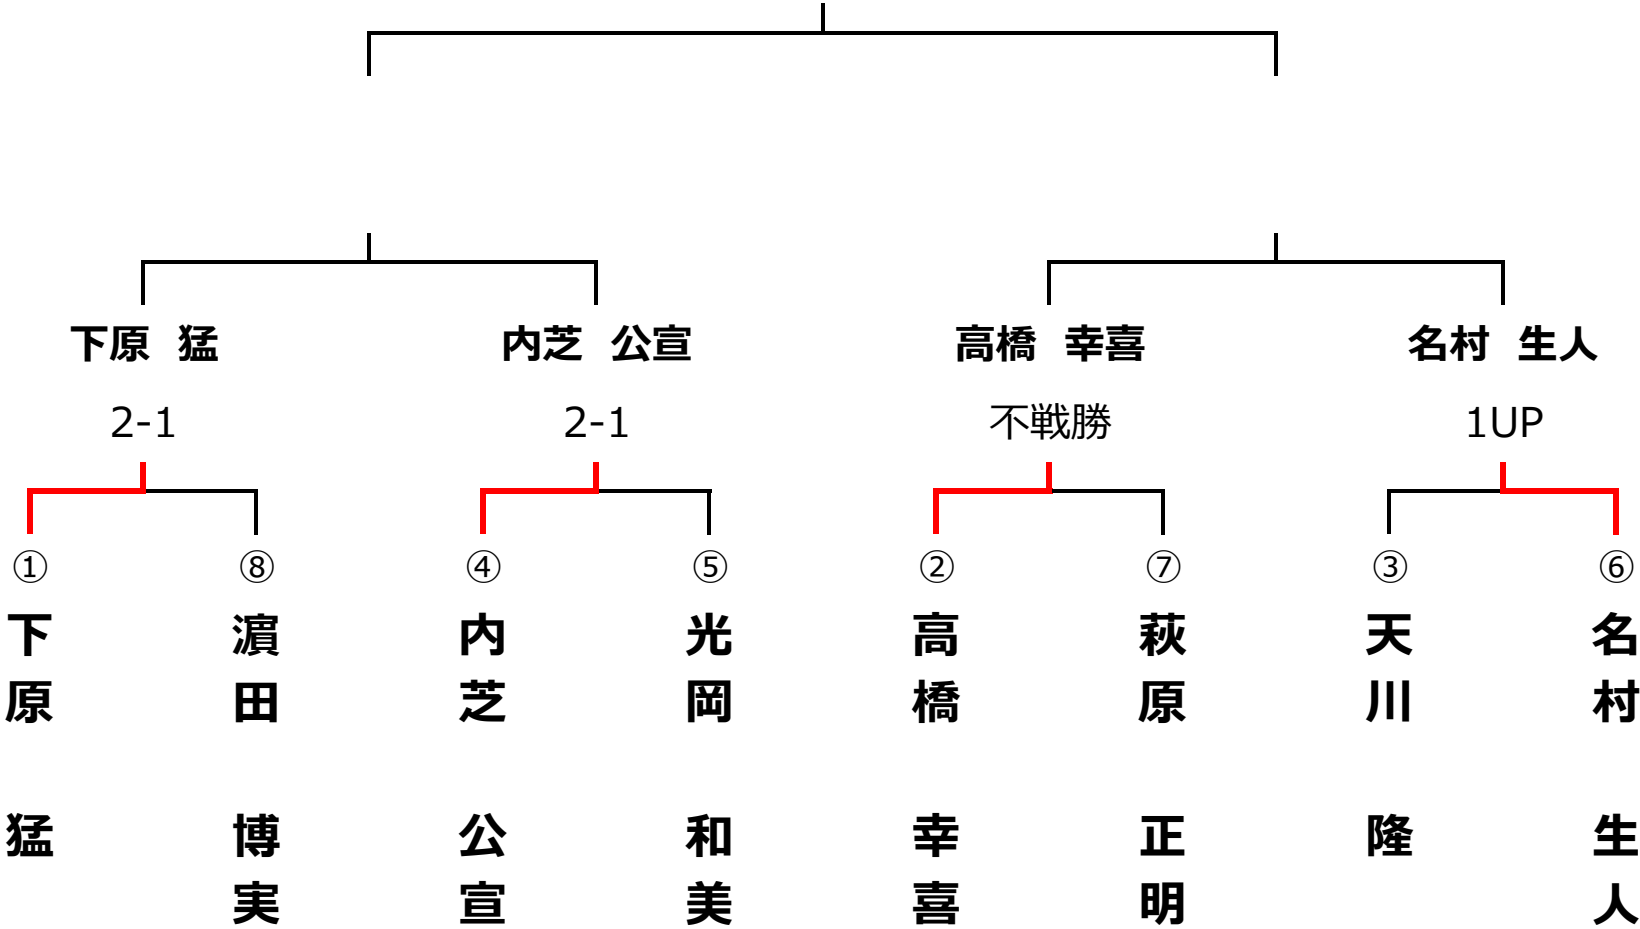 下原　猛
内芝　公宣
高橋　幸喜
名村　生人
2-1
2-1
不戦勝
1UP
①
⑧
④
⑤
②
⑦
③
⑥
下原　猛
濵田　博実
内芝　公宣
光岡　和美
高橋　幸喜
萩原　正明
天川　隆
名村　生人